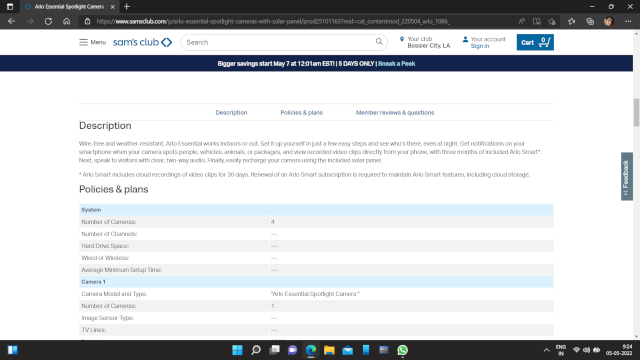 Arlo Essential Spotlight Camera
https://www.samsclub.com/p/arlo-essential-spotlight-cameras-with-solar-panel/prod25101163?mid=cat_contentmod_220504_arlo_1086_
Menu
sam's club
Search
Your club
Bossier City, LA
Your account
Sign in
Cart 0
Bigger savings start May 7 at 12:01am EST! | 5 DAYS ONLY | Sneak a Peek
Description Policies & plans Member reviews & questions
Description
Wire-free and weather-resistant, Arlo Essential works indoors or out. Set it up yourself in just a few easy steps and see who's there, even at night. Get notifications on your
smartphone when your camera spots people, vehicles, animals, or packages, and view recorded video clips directly from your phone, with three months of included Arlo Smart*.
Next, speak to visitors with clear, two-way audio. Finally, easily recharge your camera using the included solar panel.
* Arlo Smart includes cloud recordings of video clips for 30 days. Renewal of an Arlo Smart subscription is required to maintain Arlo Smart features, including cloud storage.
Feedback
Policies & plans
System
Number of Cameras: 4
Number of Channels: ---
Hard Drive Space: ---
Wired or Wireless: ---
Average Minimum Setup Time: ---
Camera 1
Camera Model and Type: "Arlo Essential Spotlight Camera "
Number of Cameras: 1
Image Sensor Type: ---
TV Lines: ---
ENG
IN
9:24
05-05-2022